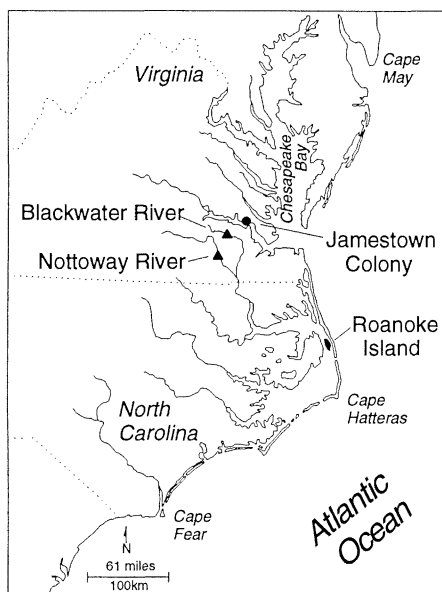 Virginia
Cape
May
Chesapeake
Bay
Blackwater River
Jamestown
Colony
Nottoway River
Roanoke
Island
Cape
Hatteras
North
Carolina
Atlantic
Ocean
Cape
Fear
N
61 miles
100km